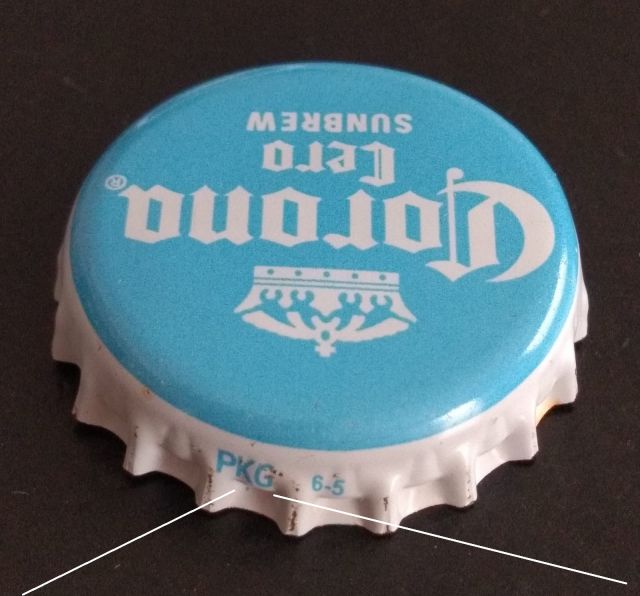 Corona®
Cero
SUNBREW
PKG 6-5